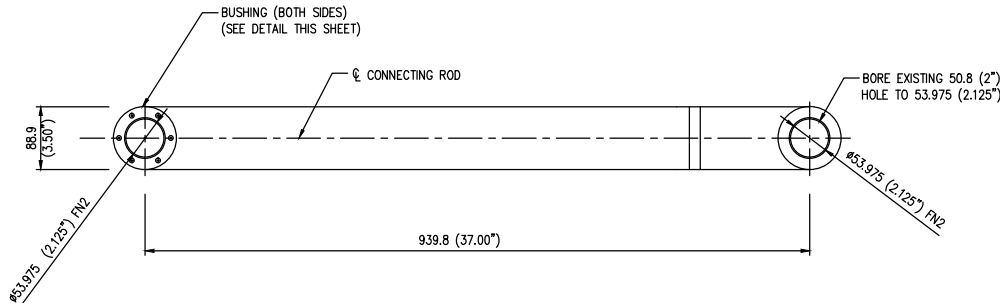 BUSHING (BOTH SIDES)
(SEE DETAIL THIS SHEET)
℄ CONNECTING ROD
BORE EXISTING 50.8 (2")
HOLE TO 53.975 (2.125")
88.9
(3.50")
ø53.975 (2.125") FN2
ø53.975 (2.125") FN2
939.8 (37.00")